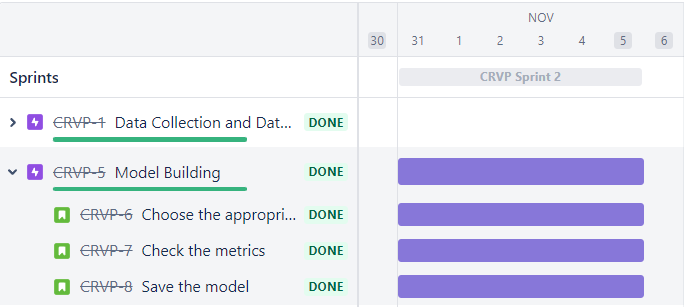 NOV
30 31 1 2 3 4 5 6
Sprints CRVP Sprint 2
CRVP-1 Data Collection and Dat... DONE
CRVP-5 Model Building DONE
CRVP-6 Choose the appropri... DONE
CRVP-7 Check the metrics DONE
CRVP-8 Save the model DONE